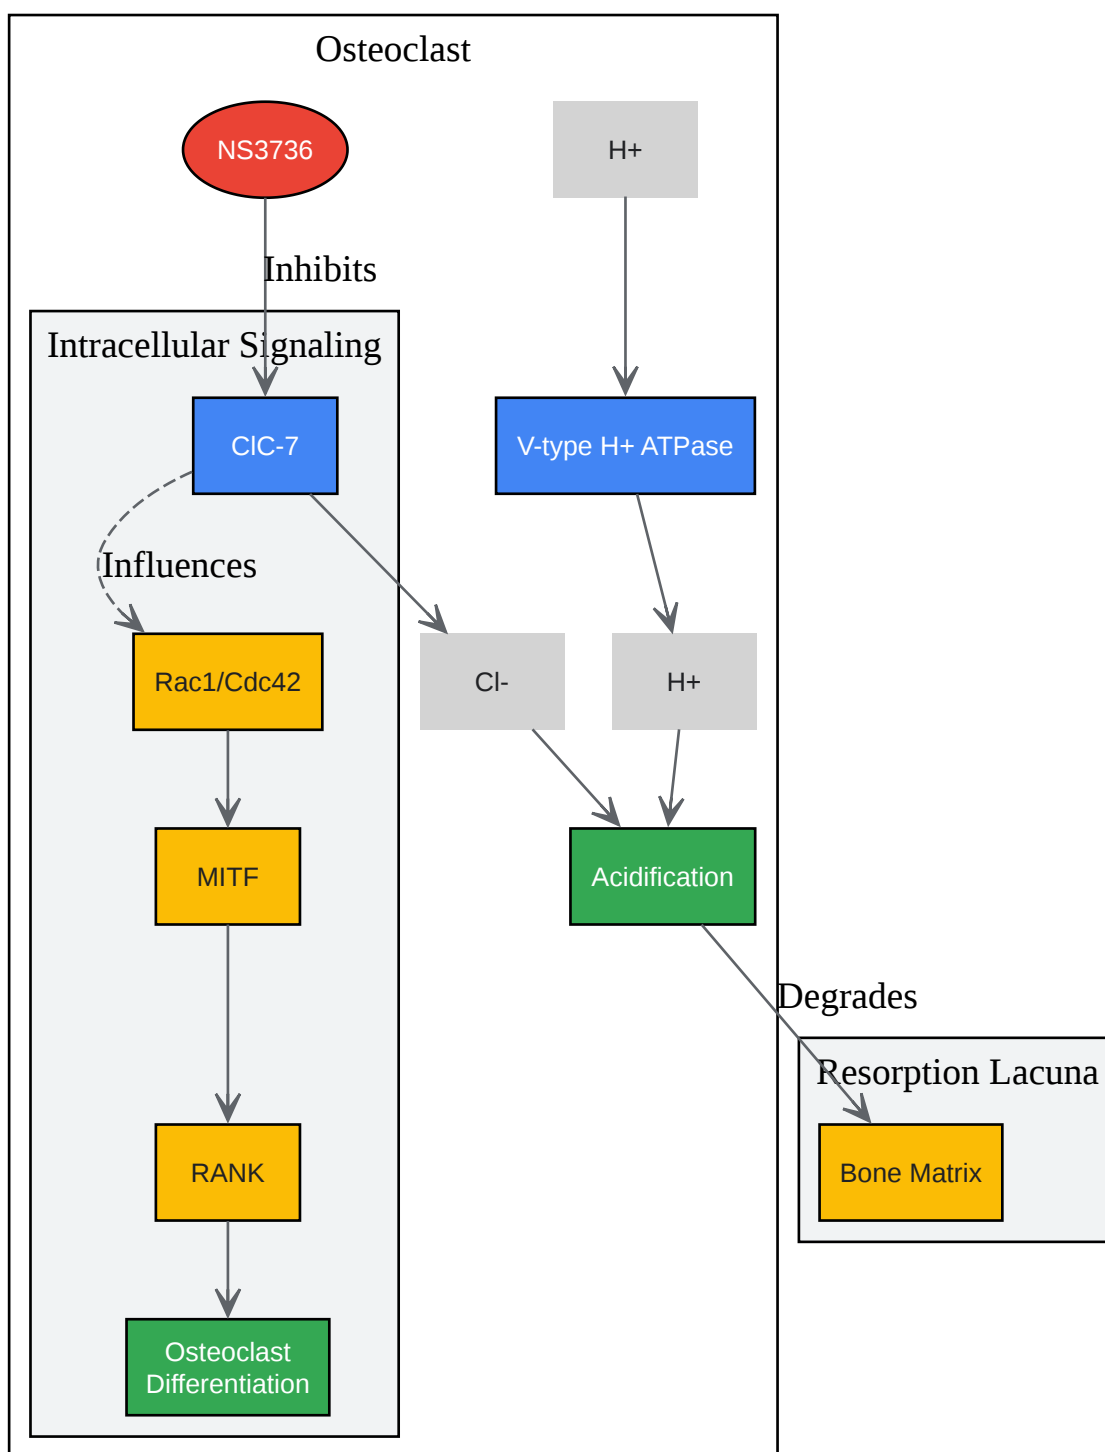 Osteoclast
NS3736
H+
Inhibits
Intracellular Signaling
ClC-7
V-type H+ ATPase
Influences
Rac1/Cdc42
Cl-
H+
MITF
Acidification
Degrades
Resorption Lacuna
RANK
Bone Matrix
Osteoclast
Differentiation